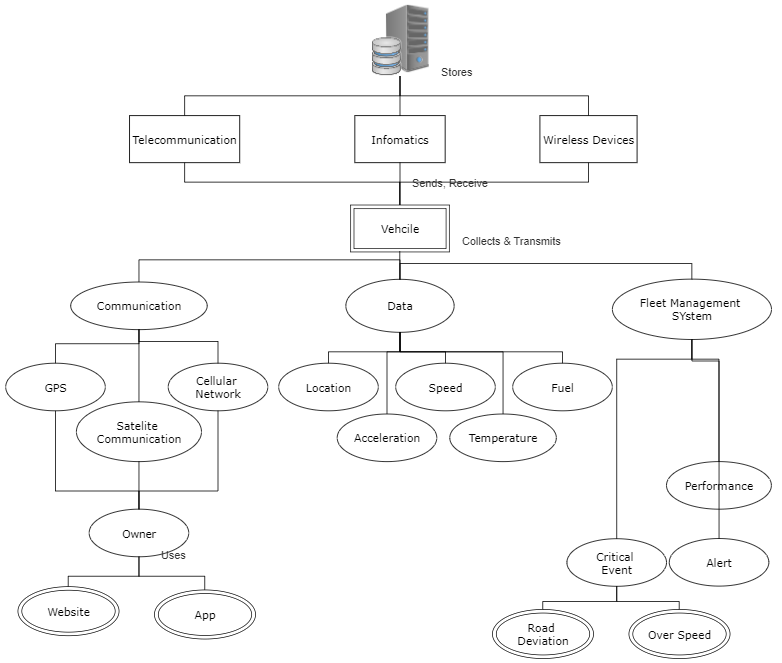 Stores
Telecommunication
Infomatics
Wireless Devices
Sends, Receive
Vehcile
Collects & Transmits
Communication
Data
Fleet Management
SYstem
GPS
Cellular
Network
Location
Speed
Fuel
Satelite
Communication
Acceleration
Temperature
Performance
Owner
Uses
Critical
Event
Alert
Website
App
Road
Deviation
Over Speed